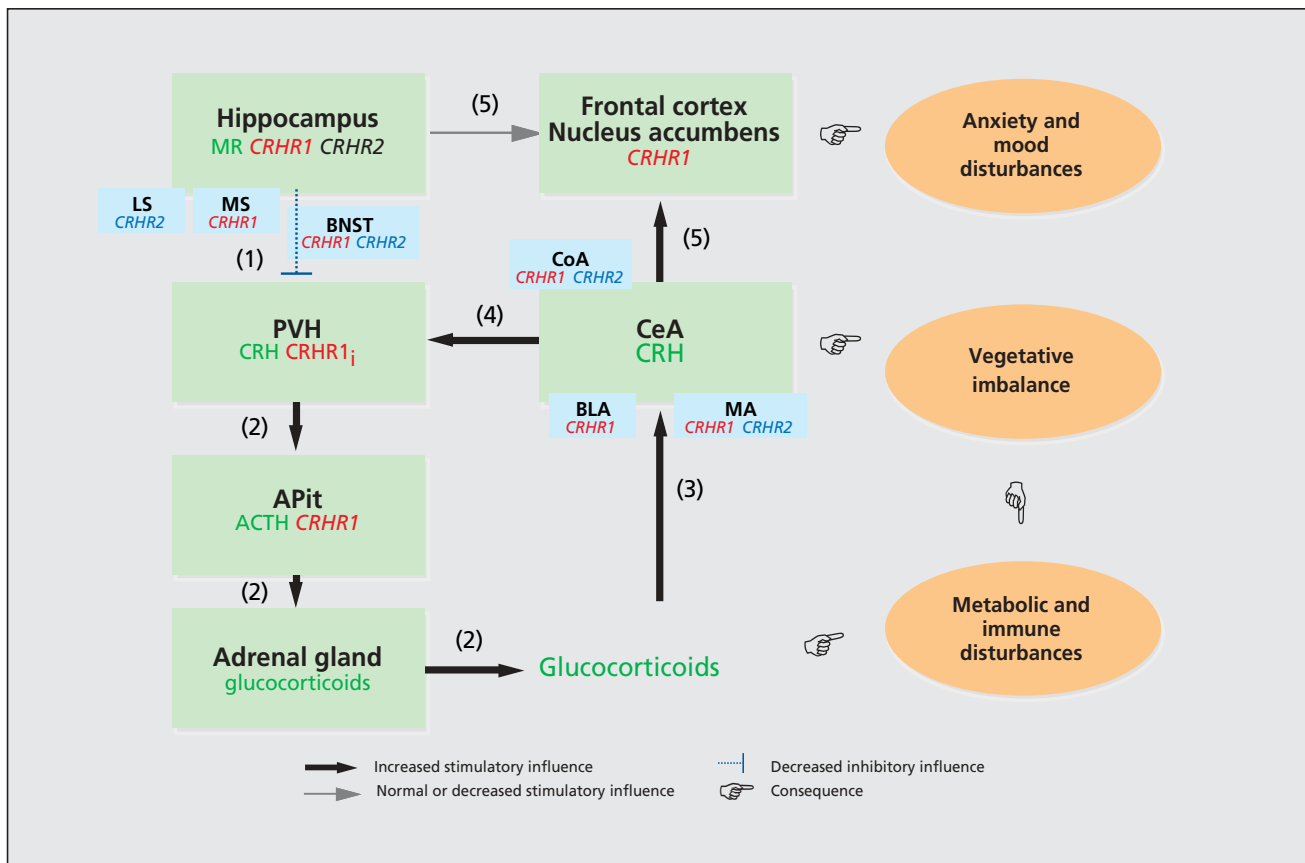 Hippocampus
MR CRHR1 CRHR2
(5)
Frontal cortex
Nucleus accumbens
CRHR1
Anxiety and
mood
disturbances
LS
CRHR2
MS
CRHR1
BNST
CRHR1 CRHR2
(1)
(5)
CoA
CRHR1 CRHR2
PVH
CRH CRHR1i
(4)
CeA
CRH
Vegetative
imbalance
BLA
CRHR1
MA
CRHR1 CRHR2
(2)
APit
ACTH CRHR1
(3)
(2)
Adrenal gland
glucocorticoids
(2)
Glucocorticoids
Metabolic and
immune
disturbances
Increased stimulatory influence
Decreased inhibitory influence
Normal or decreased stimulatory influence
Consequence